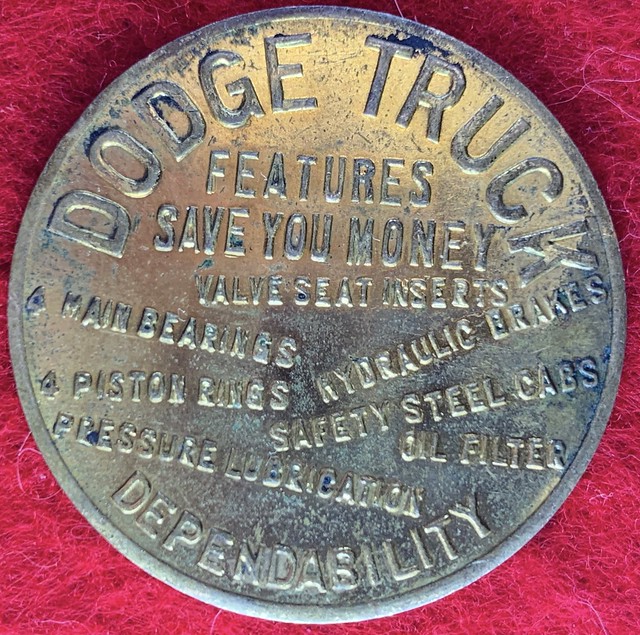 DODGE TRUCK
FEATURES
SAVE YOU MONEY
VALVE SEAT INSERTS
4 MAIN BEARINGS
HYDRAULIC BRAKES
4 PISTON RINGS
SAFETY STEEL CABS
PRESSURE LUBRICATION
OIL FILTER
DEPENDABILITY